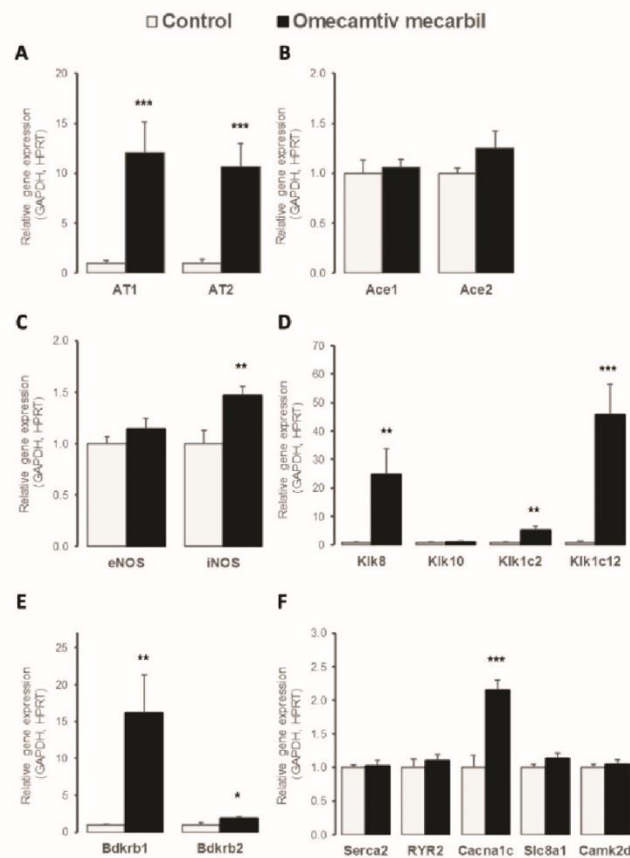 Control Omecamtiv mecarbil
A
Relative gene expression
(GAPDH, HPRT)
20
15
10
5
0
***
***
AT1 AT2
B
Relative gene expression
(GAPDH, HPRT)
2.0
1.5
1.0
0.5
0.0
Ace1 Ace2
C
Relative gene expression
(GAPDH, HPRT)
2.0
1.5
1.0
0.5
0.0
**
eNOS iNOS
D
Relative gene expression
(GAPDH, HPRT)
70
60
50
40
30
20
10
0
**
**
***
Klk8 Klk10 Klk1c2 Klk1c12
E
Relative gene expression
(GAPDH, HPRT)
25
20
15
10
5
0
**
*
Bdkrb1 Bdkrb2
F
Relative gene expression
(GAPDH, HPRT)
3.0
2.5
2.0
1.5
1.0
0.5
0.0
***
Serca2 RYR2 Cacna1c Slc8a1 Camk2d